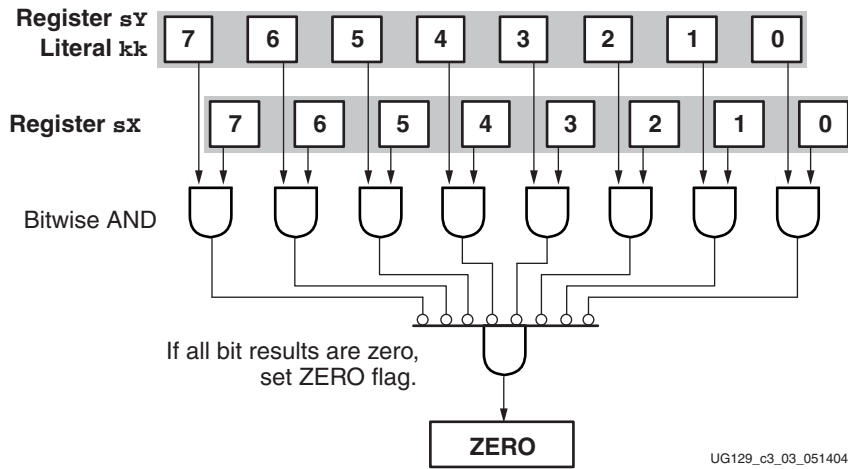 Register sY
Literal kk
7 6 5 4 3 2 1 0
Register sX
7 6 5 4 3 2 1 0
Bitwise AND
If all bit results are zero,
set ZERO flag.
ZERO
UG129_c3_03_051404